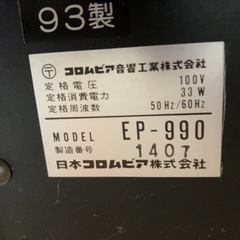 93製
〒 コロムビア音響工業株式会社
定格電圧 100V
定格消費電力 33W
定格周波数 50Hz/60Hz
MODEL EP-990
製造番号 1407
日本コロムビア株式会社